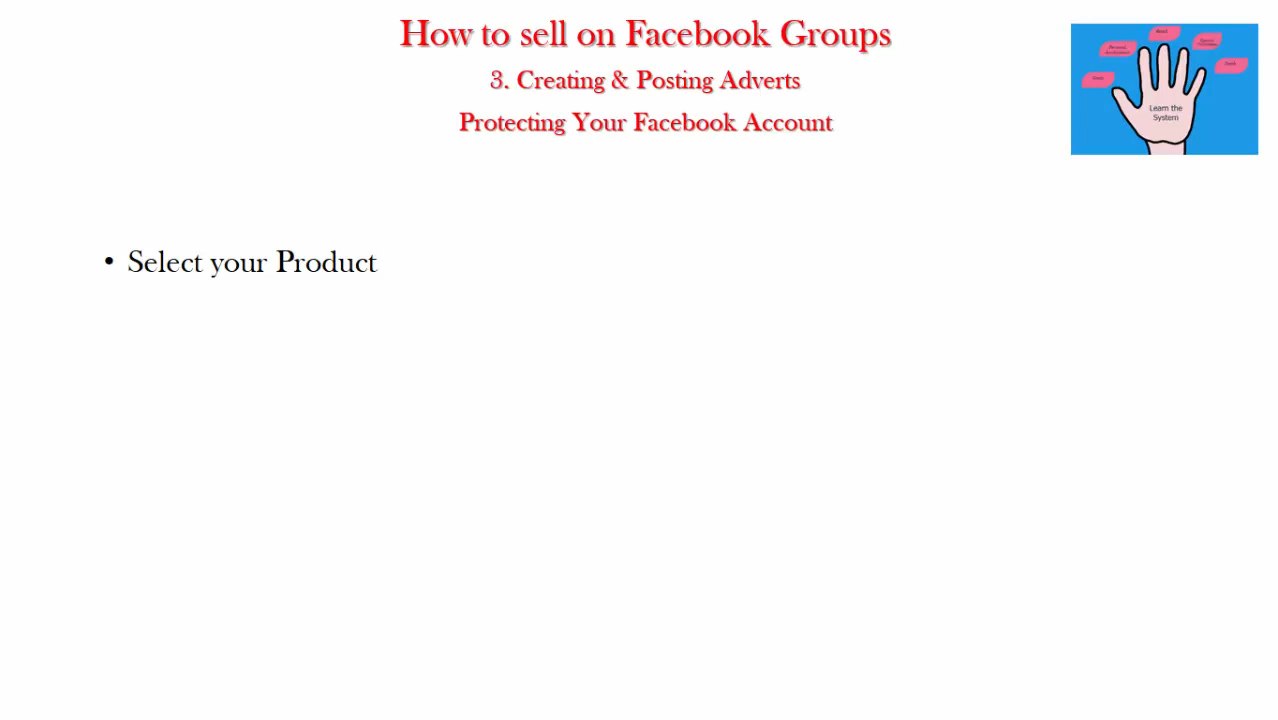 How to sell on Facebook Groups
3. Creating & Posting Adverts
Protecting Your Facebook Account
Learn the
System
• Select your Product